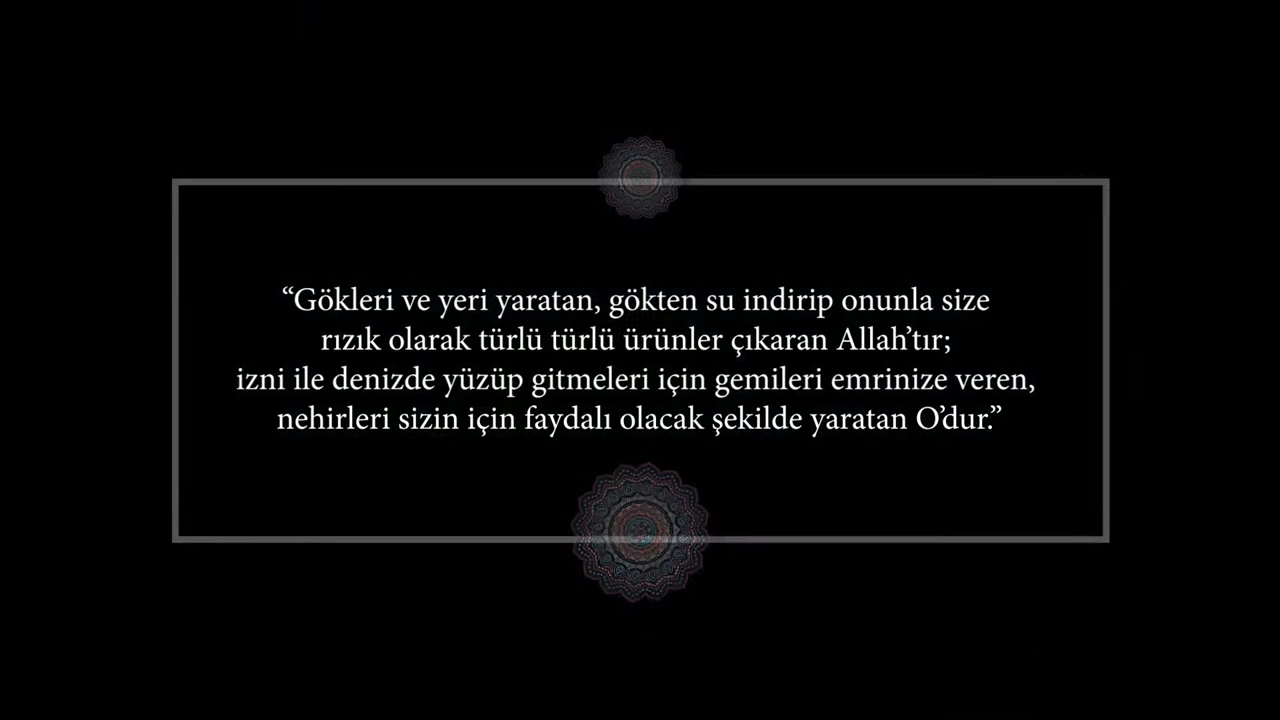 “Gökleri ve yeri yaratan, gökten su indirip onunla size
rızık olarak türlü türlü ürünler çıkaran Allah’tır;
izni ile denizde yüzüp gitmeleri için gemileri emrinize veren,
nehirleri sizin için faydalı olacak şekilde yaratan O’dur.”